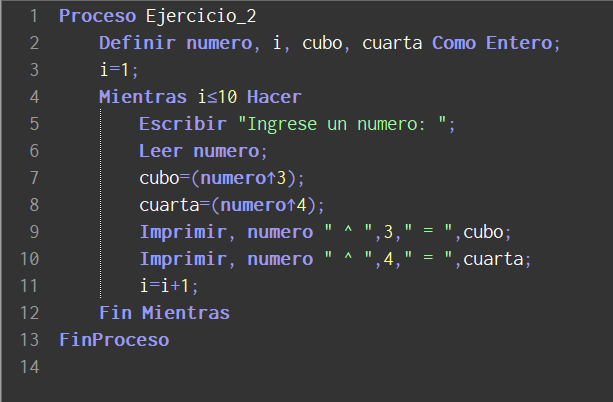 1 Proceso Ejercicio_2
2 Definir numero, i, cubo, cuarta Como Entero;
3 i=1;
4 Mientras i≤10 Hacer
5 Escribir "Ingrese un numero: ";
6 Leer numero;
7 cubo=(numero↑3);
8 cuarta=(numero↑4);
9 Imprimir, numero " ^ ",3," = ",cubo;
10 Imprimir, numero " ^ ",4," = ",cuarta;
11 i=i+1;
12 Fin Mientras
13 FinProceso
14